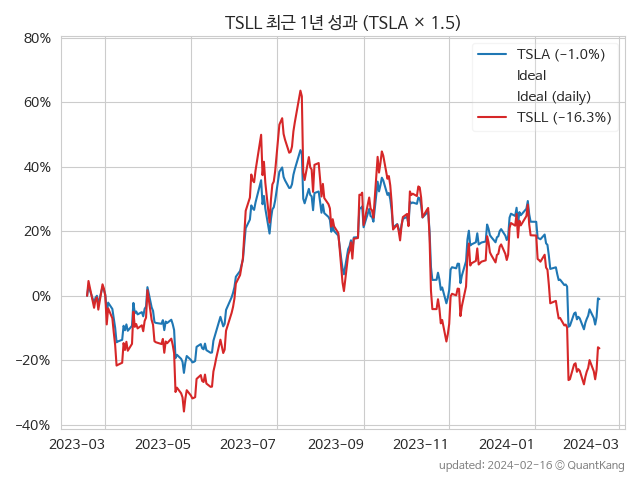 TSLL 최근 1년 성과 (TSLA × 1.5)
80%
60%
40%
20%
0%
−20%
−40%
TSLA (−1.0%)
Ideal
Ideal (daily)
TSLL (−16.3%)
2023-03 2023-05 2023-07 2023-09 2023-11 2024-01 2024-03
updated: 2024-02-16 © QuantKang